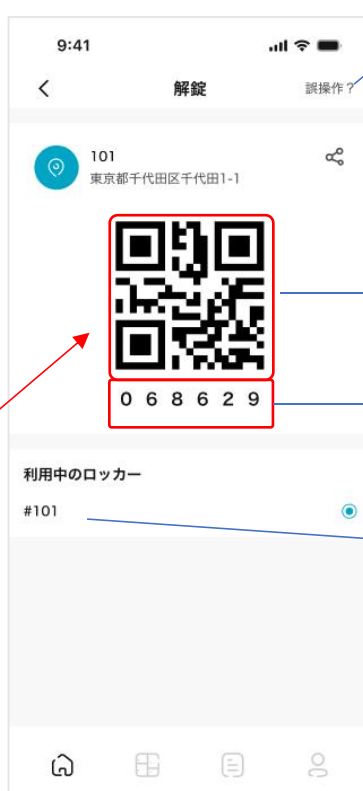 9:41
解錠
誤操作？
101
東京都千代田区千代田1-1
0 6 8 6 2 9
利用中のロッカー
#101